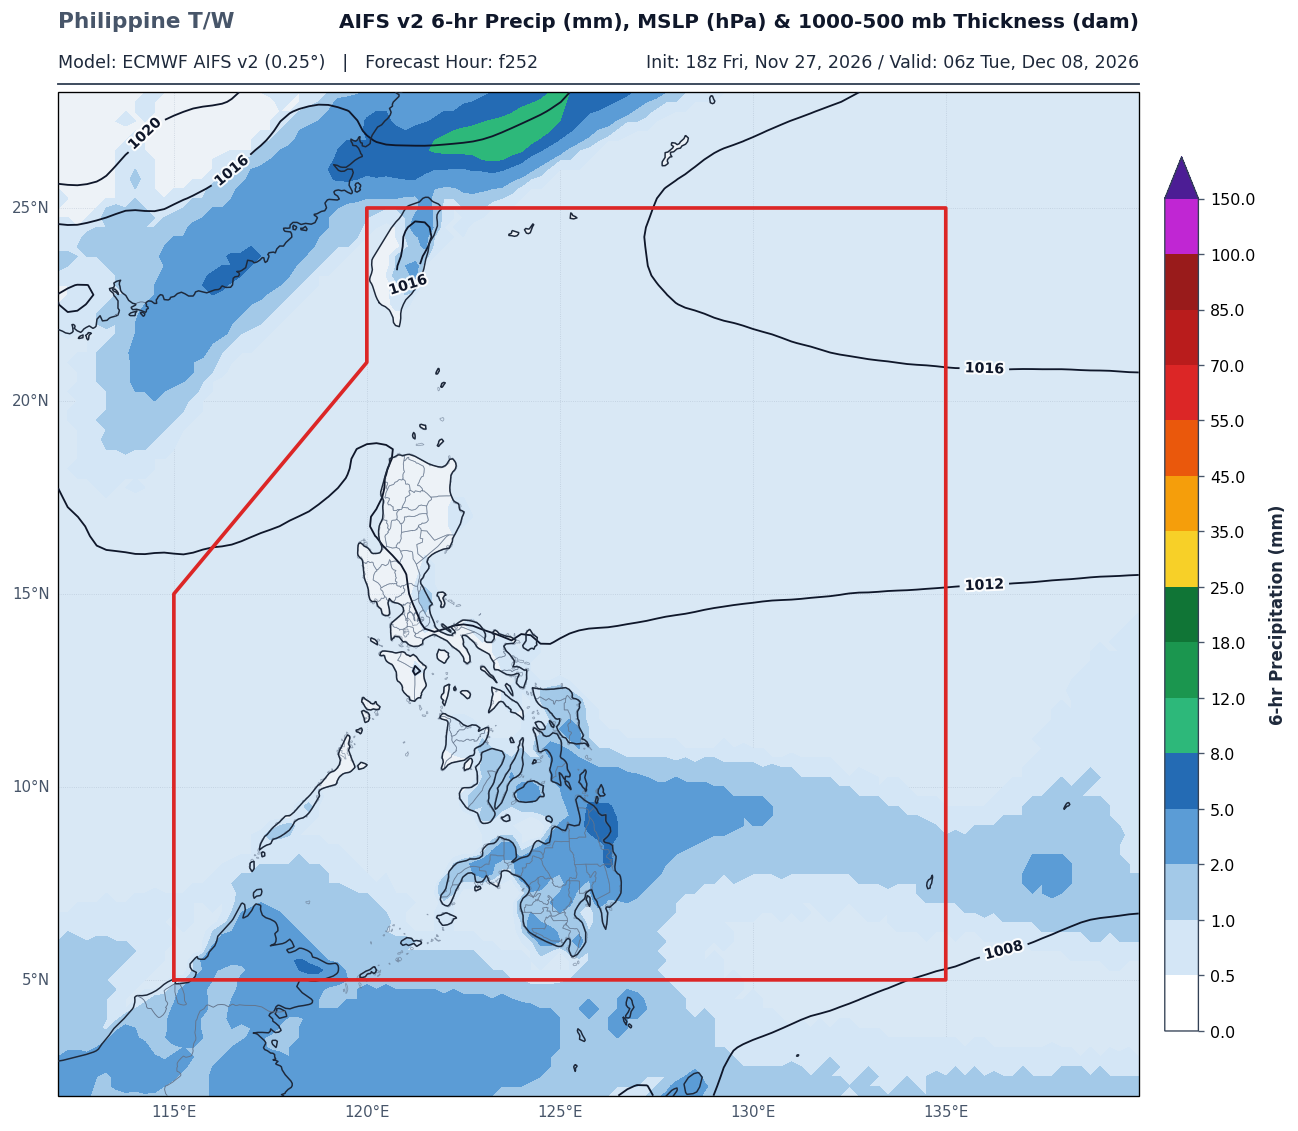 Philippine T/W
AIFS v2 6-hr Precip (mm), MSLP (hPa) & 1000-500 mb Thickness (dam)
Model: ECMWF AIFS v2 (0.25°) | Forecast Hour: f252
Init: 18z Fri, Nov 27, 2026 / Valid: 06z Tue, Dec 08, 2026
1020
1016
1016
1016
1012
1008
25°N
20°N
15°N
10°N
5°N
115°E
120°E
125°E
130°E
135°E
150.0
100.0
85.0
70.0
55.0
45.0
35.0
25.0
18.0
12.0
8.0
5.0
2.0
1.0
0.5
0.0
6-hr Precipitation (mm)